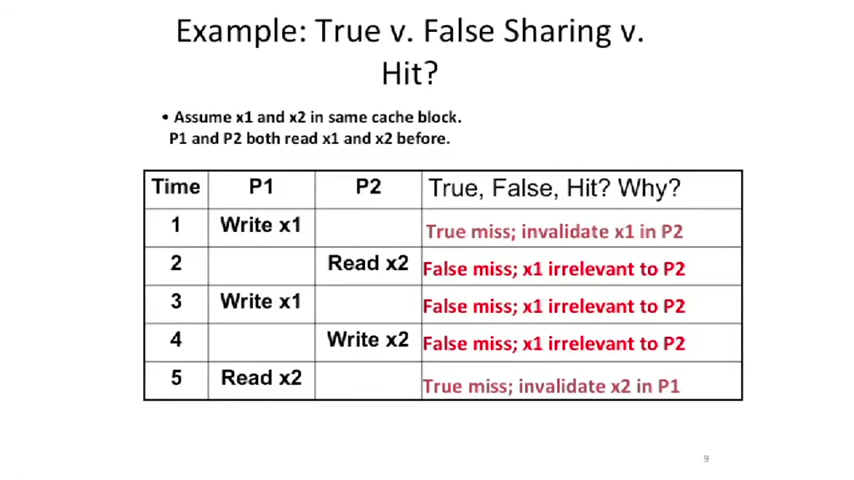 Example: True v. False Sharing v.
Hit?
• Assume x1 and x2 in same cache block.
P1 and P2 both read x1 and x2 before.
Time P1 P2 True, False, Hit? Why?
1 Write x1 True miss; invalidate x1 in P2
2 Read x2 False miss; x1 irrelevant to P2
3 Write x1 False miss; x1 irrelevant to P2
4 Write x2 False miss; x1 irrelevant to P2
5 Read x2 True miss; invalidate x2 in P1
9